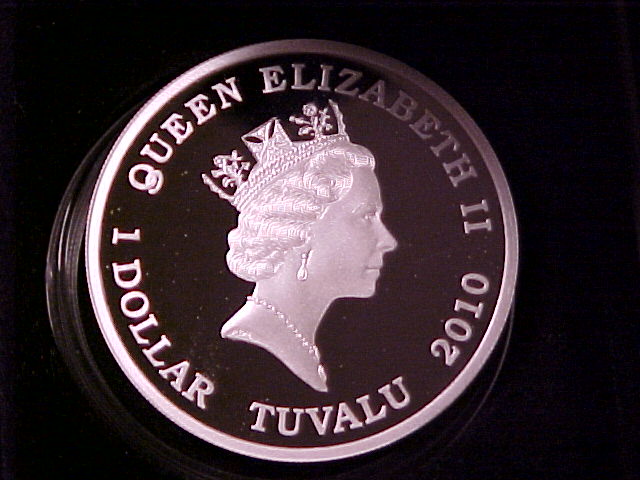 QUEEN ELIZABETH II
1 DOLLAR TUVALU 2010